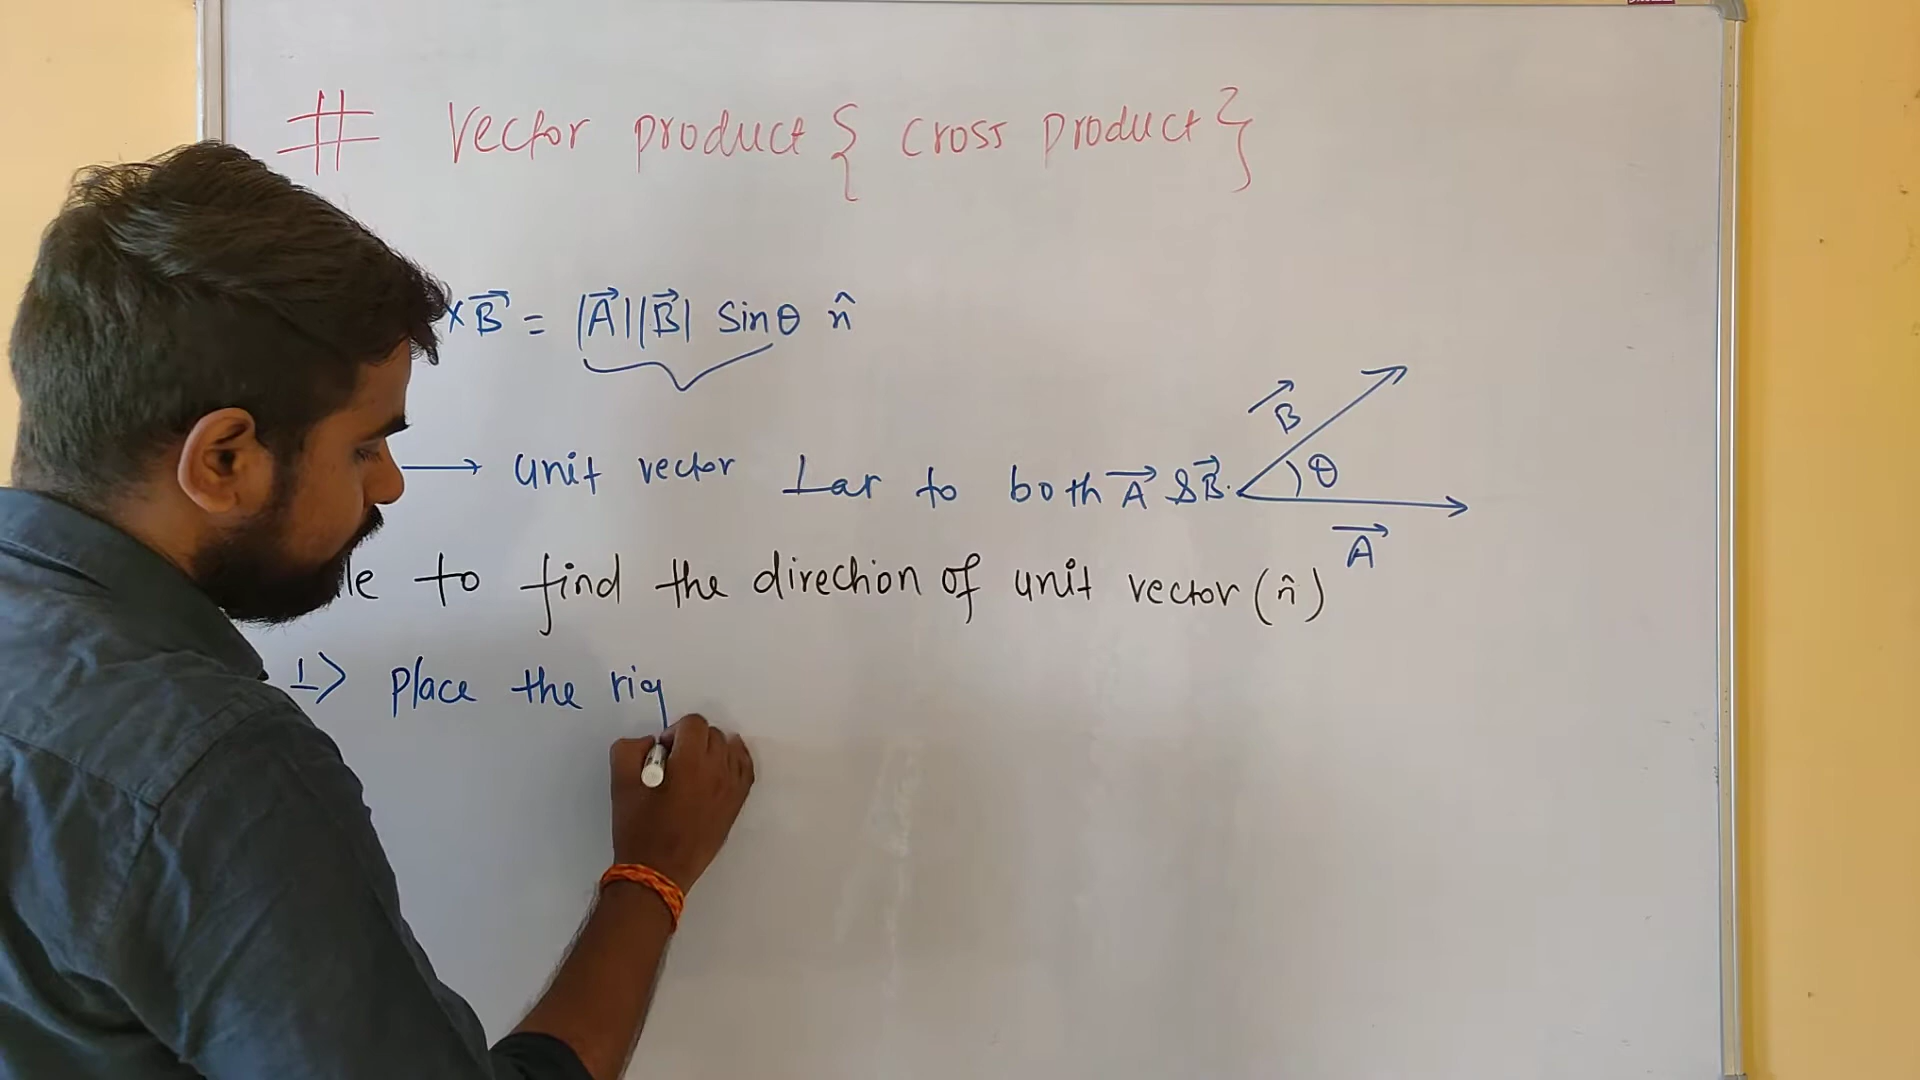 # Vector product { cross product }
×B⃗ = |A⃗||B⃗| Sinθ n̂
→ unit vector ⊥ar to both A⃗ & B⃗.
B⃗
θ
A⃗
le to find the direction of unit vector (n̂)
1> place the rig